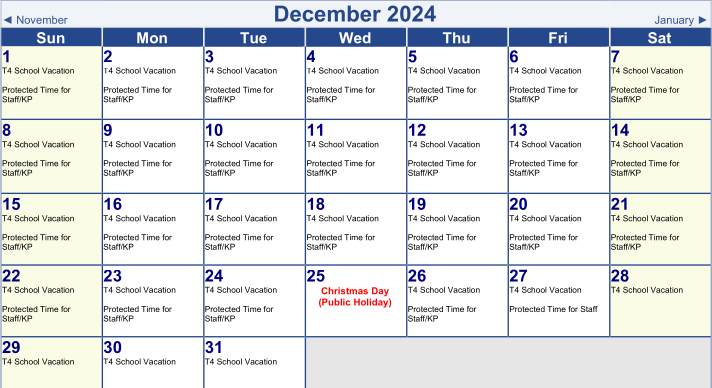 December 2024
◄ November
January ►
Sun Mon Tue Wed Thu Fri Sat
1
T4 School Vacation
Protected Time for
Staff/KP
2
T4 School Vacation
Protected Time for
Staff/KP
3
T4 School Vacation
Protected Time for
Staff/KP
4
T4 School Vacation
Protected Time for
Staff/KP
5
T4 School Vacation
Protected Time for
Staff/KP
6
T4 School Vacation
Protected Time for
Staff/KP
7
T4 School Vacation
Protected Time for
Staff/KP
8
T4 School Vacation
Protected Time for
Staff/KP
9
T4 School Vacation
Protected Time for
Staff/KP
10
T4 School Vacation
Protected Time for
Staff/KP
11
T4 School Vacation
Protected Time for
Staff/KP
12
T4 School Vacation
Protected Time for
Staff/KP
13
T4 School Vacation
Protected Time for
Staff/KP
14
T4 School Vacation
Protected Time for
Staff/KP
15
T4 School Vacation
Protected Time for
Staff/KP
16
T4 School Vacation
Protected Time for
Staff/KP
17
T4 School Vacation
Protected Time for
Staff/KP
18
T4 School Vacation
Protected Time for
Staff/KP
19
T4 School Vacation
Protected Time for
Staff/KP
20
T4 School Vacation
Protected Time for
Staff/KP
21
T4 School Vacation
Protected Time for
Staff/KP
22
T4 School Vacation
Protected Time for
Staff/KP
23
T4 School Vacation
Protected Time for
Staff/KP
24
T4 School Vacation
Protected Time for
Staff/KP
25
Christmas Day
(Public Holiday)
26
T4 School Vacation
Protected Time for
Staff/KP
27
T4 School Vacation
Protected Time for Staff
28
T4 School Vacation
29
T4 School Vacation
30
T4 School Vacation
31
T4 School Vacation